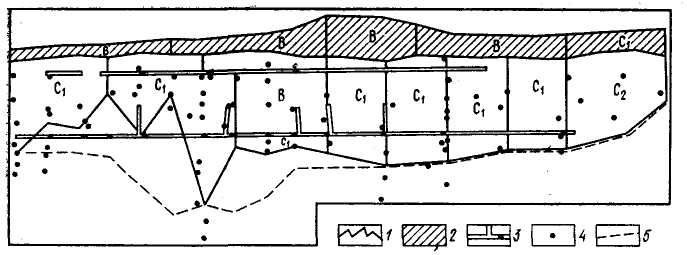 B B B B C₁
C₁ C₁ B C₁ C₁ C₁ C₁ C₂
C₁
1 2 3 4 5